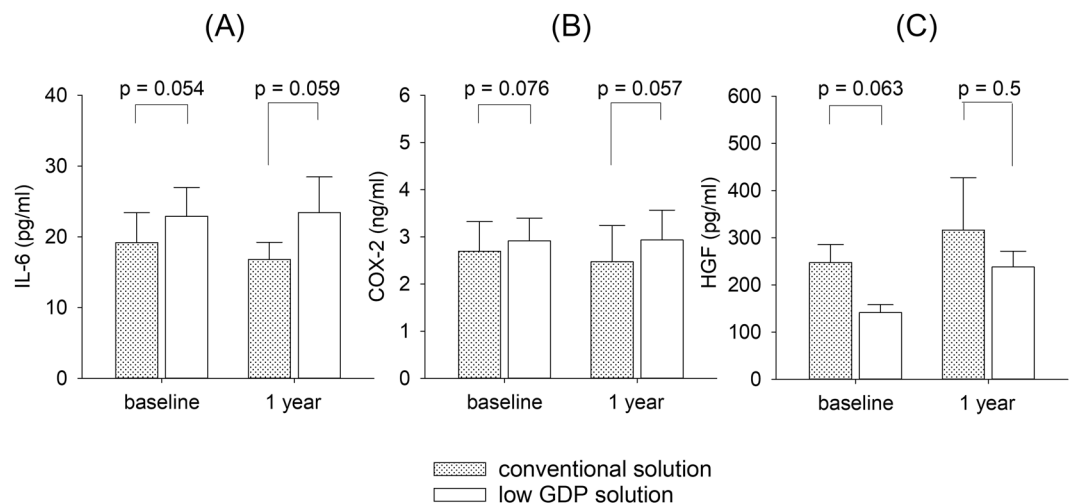 (A)
(B)
(C)
p = 0.054
p = 0.059
40
30
20
10
0
IL-6 (pg/ml)
baseline
1 year
p = 0.076
p = 0.057
6
5
4
3
2
1
0
COX-2 (ng/ml)
baseline
1 year
p = 0.063
p = 0.5
600
500
400
300
200
100
0
HGF (pg/ml)
baseline
1 year
conventional solution
low GDP solution